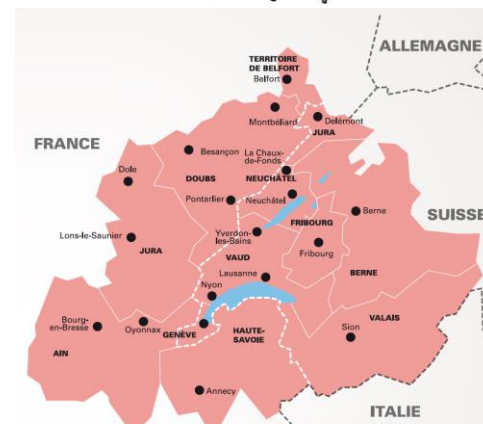 ALLEMAGNE
TERRITOIRE
DE BELFORT
Belfort
Montbéliard
Delémont
JURA
FRANCE
Besançon
La Chaux-
de-Fonds
Dole
DOUBS
NEUCHÂTEL
Pontarlier
Neuchâtel
Berne
SUISSE
FRIBOURG
Yverdon-
les-Bains
Lons-le-Saunier
JURA
Fribourg
VAUD
Lausanne
BERNE
Nyon
VALAIS
Bourg-
en-Bresse
Oyonnax
GENÈVE
HAUTE-
SAVOIE
Sion
AIN
Annecy
ITALIE